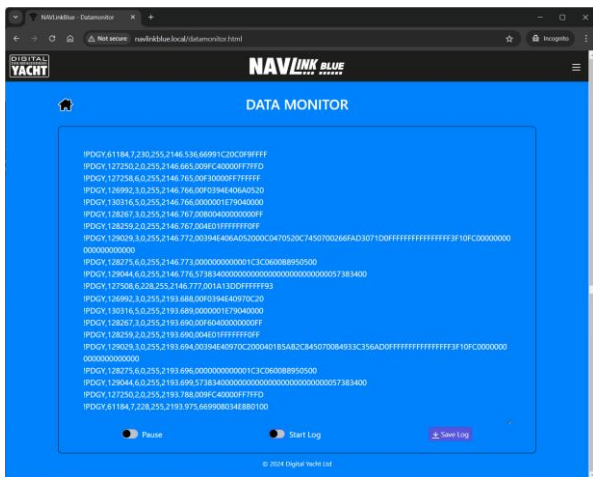 NAVLinkBlue - Datamonitor
Not secure navlinkblue.local/datamonitor.html
Incognito
DIGITAL
YACHT
NAVLINK BLUE
DATA MONITOR
!PDGY,61184,7,230,255,2146.536,66991C20C0F9FFFF
!PDGY,127250,2,0,255,2146.665,009FC40000FF7FFD
!PDGY,127258,6,0,255,2146.765,00F30000FF7FFFFF
!PDGY,126992,3,0,255,2146.766,00F0394E406A0520
!PDGY,130316,5,0,255,2146.766,0000001E79040000
!PDGY,128267,3,0,255,2167.767,00B00400000000FF
!PDGY,128259,2,0,255,2146.767,004E01FFFFFF0FF
!PDGY,129029,3,0,255,2146.772,00394E406A052000C0470520C7450700266FAD3071D0FFFFFFFFFFFFFFFF3F10FC00000000
000000000000
!PDGY,128275,6,0,255,2146.773,0000000000001C3C0600B8950500
!PDGY,129044,6,0,255,2146.776,5738340000000000000000000000000057383400
!PDGY,127508,6,228,255,2146.777,001A13DDFFFFFF93
!PDGY,126992,3,0,255,2193.688,00F0394E40970C20
!PDGY,130316,5,0,255,2193.689,0000001E79040000
!PDGY,128267,3,0,255,2193.690,00F60400000000FF
!PDGY,128259,2,0,255,2193.690,004E01FFFFFF0FF
!PDGY,129029,3,0,255,2193.694,00394E40970C2000401B5AB2C845070084933C356AD0FFFFFFFFFFFFFFFF3F10FC0000000
0000000000000
!PDGY,128275,6,0,255,2193.696,0000000000001C3C0600B8950500
!PDGY,129044,6,0,255,2193.699,5738340000000000000000000000000057383400
!PDGY,127250,2,0,255,2193.788,009FC40000FF7FFD
!PDGY,61184,7,228,255,2193.975,669908034E8B0100
Pause
Start Log
Save Log
© 2024 Digital Yacht Ltd